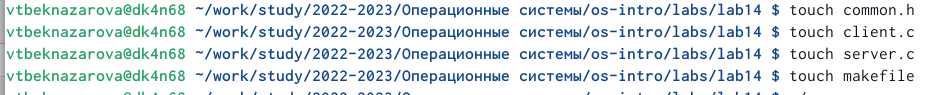 vtbeknazarova@dk4n68 ~/work/study/2022-2023/Операционные системы/os-intro/labs/lab14 $ touch common.h
vtbeknazarova@dk4n68 ~/work/study/2022-2023/Операционные системы/os-intro/labs/lab14 $ touch client.c
vtbeknazarova@dk4n68 ~/work/study/2022-2023/Операционные системы/os-intro/labs/lab14 $ touch server.c
vtbeknazarova@dk4n68 ~/work/study/2022-2023/Операционные системы/os-intro/labs/lab14 $ touch makefile